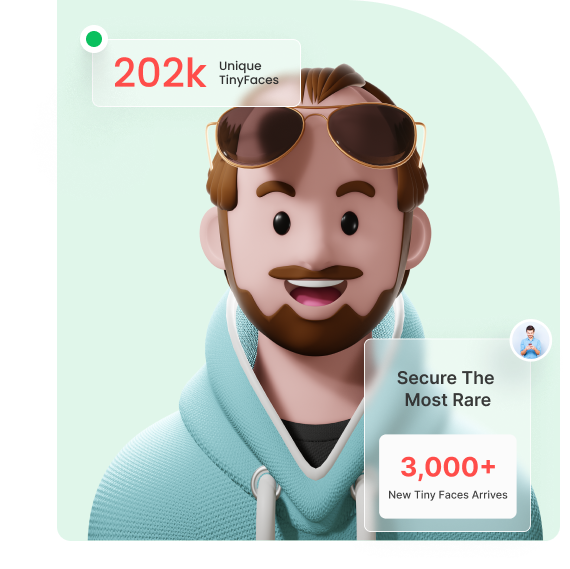 202k
Unique
TinyFaces
Secure The
Most Rare
3,000+
New Tiny Faces Arrives